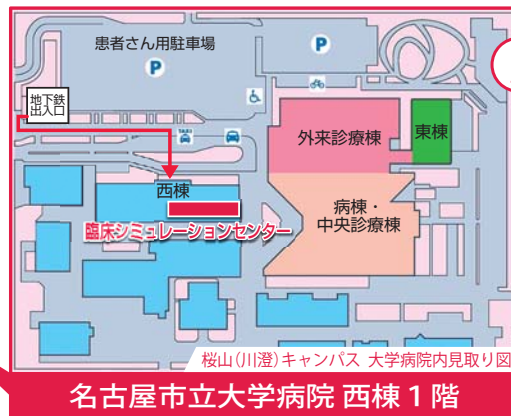 患者さん用駐車場
P
P
地下鉄
出入口
TAXI
外来診療棟
東棟
西棟
病棟・
中央診療棟
臨床シミュレーションセンター
桜山(川澄)キャンパス 大学病院内見取り図
名古屋市立大学病院 西棟1階